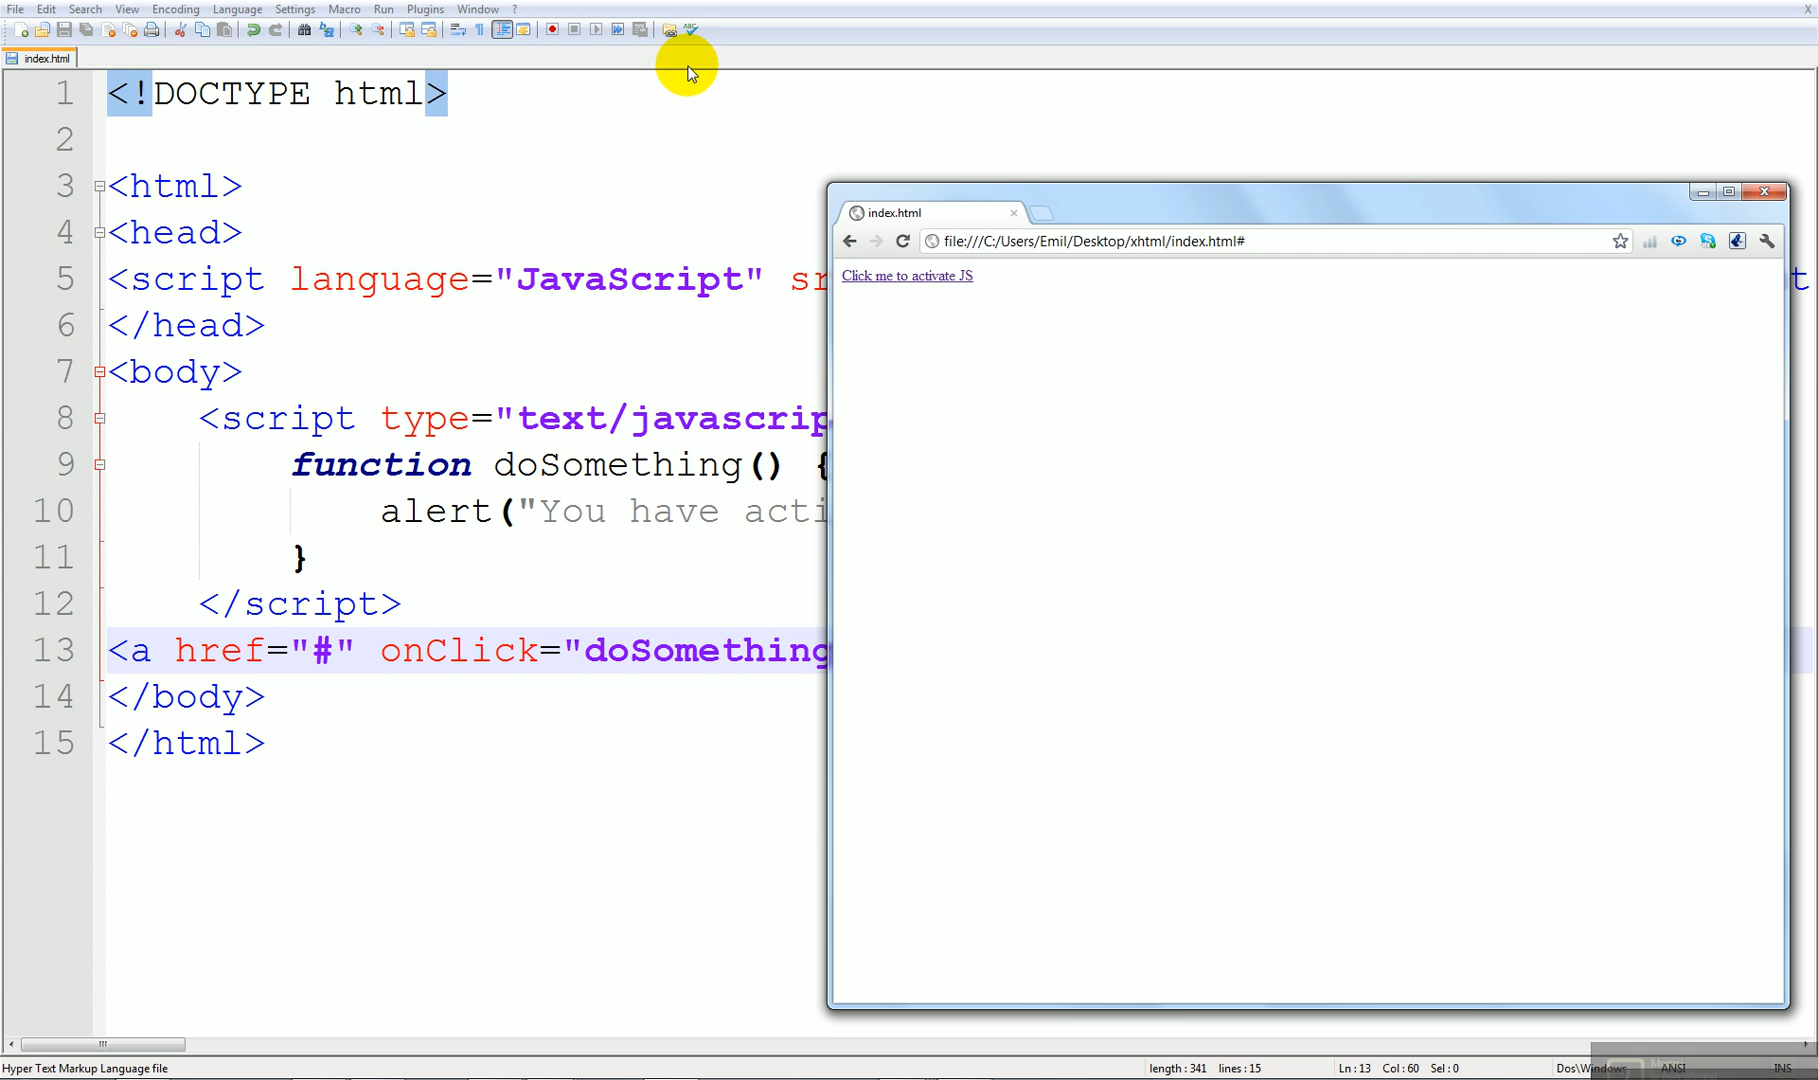 File Edit Search View Encoding Language Settings Macro Run Plugins Window ? X
index.html
1 <!DOCTYPE html>
2
3 <html>
4 <head>
5 <script language="JavaScript" sr t
6 </head>
7 <body>
8 <script type="text/javascrip
9 function doSomething() {
10 alert("You have acti
11 }
12 </script>
13 <a href="#" onClick="doSomething
14 </body>
15 </html>
index.html
file:///C:/Users/Emil/Desktop/xhtml/index.html#
Click me to activate JS
Hyper Text Markup Language file length : 341 lines : 15 Ln : 13 Col : 60 Sel : 0 Dos\Windows ANSI INS